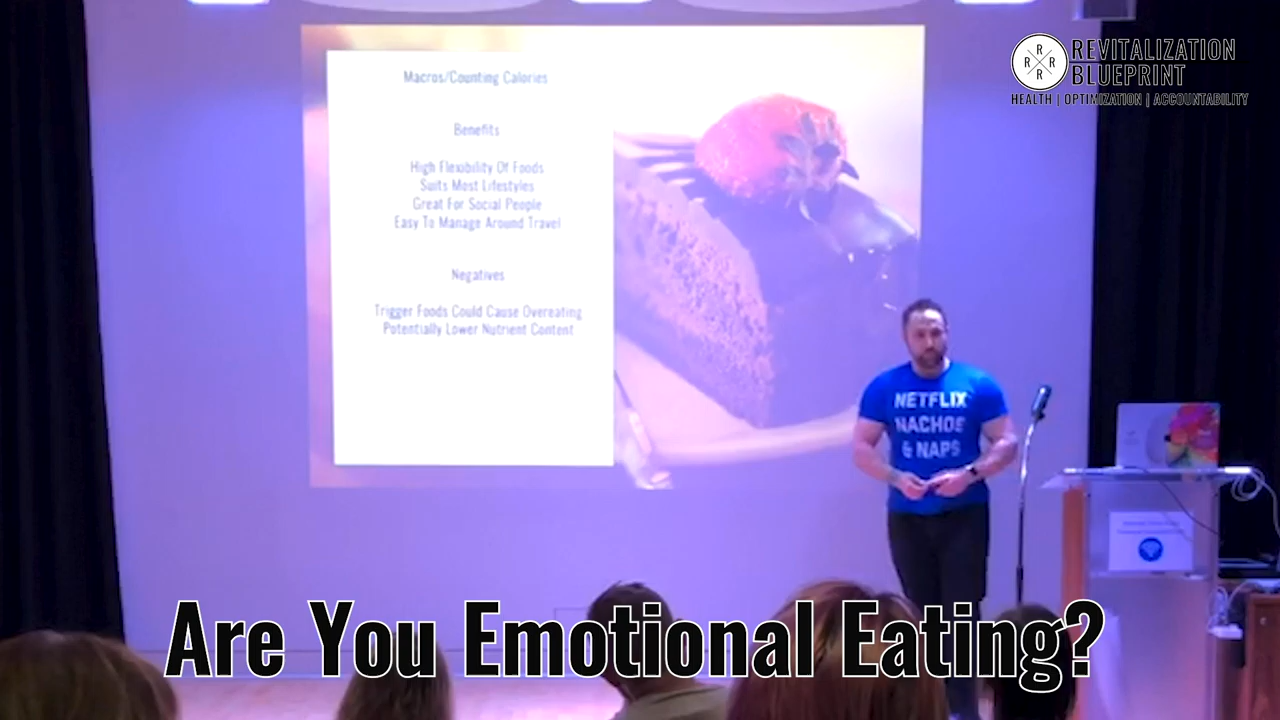 Macros/Counting Calories
Benefits
High Flexibility Of Foods
Suits Most Lifestyles
Great For Social People
Easy To Manage Around Travel
Negatives
Trigger Foods Could Cause Overeating
Potentially Lower Nutrient Content
R
R R
R
REVITALIZATION
BLUEPRINT
HEALTH | OPTIMIZATION | ACCOUNTABILITY
NETFLIX
NACHOS
& NAPS
Are You Emotional Eating?